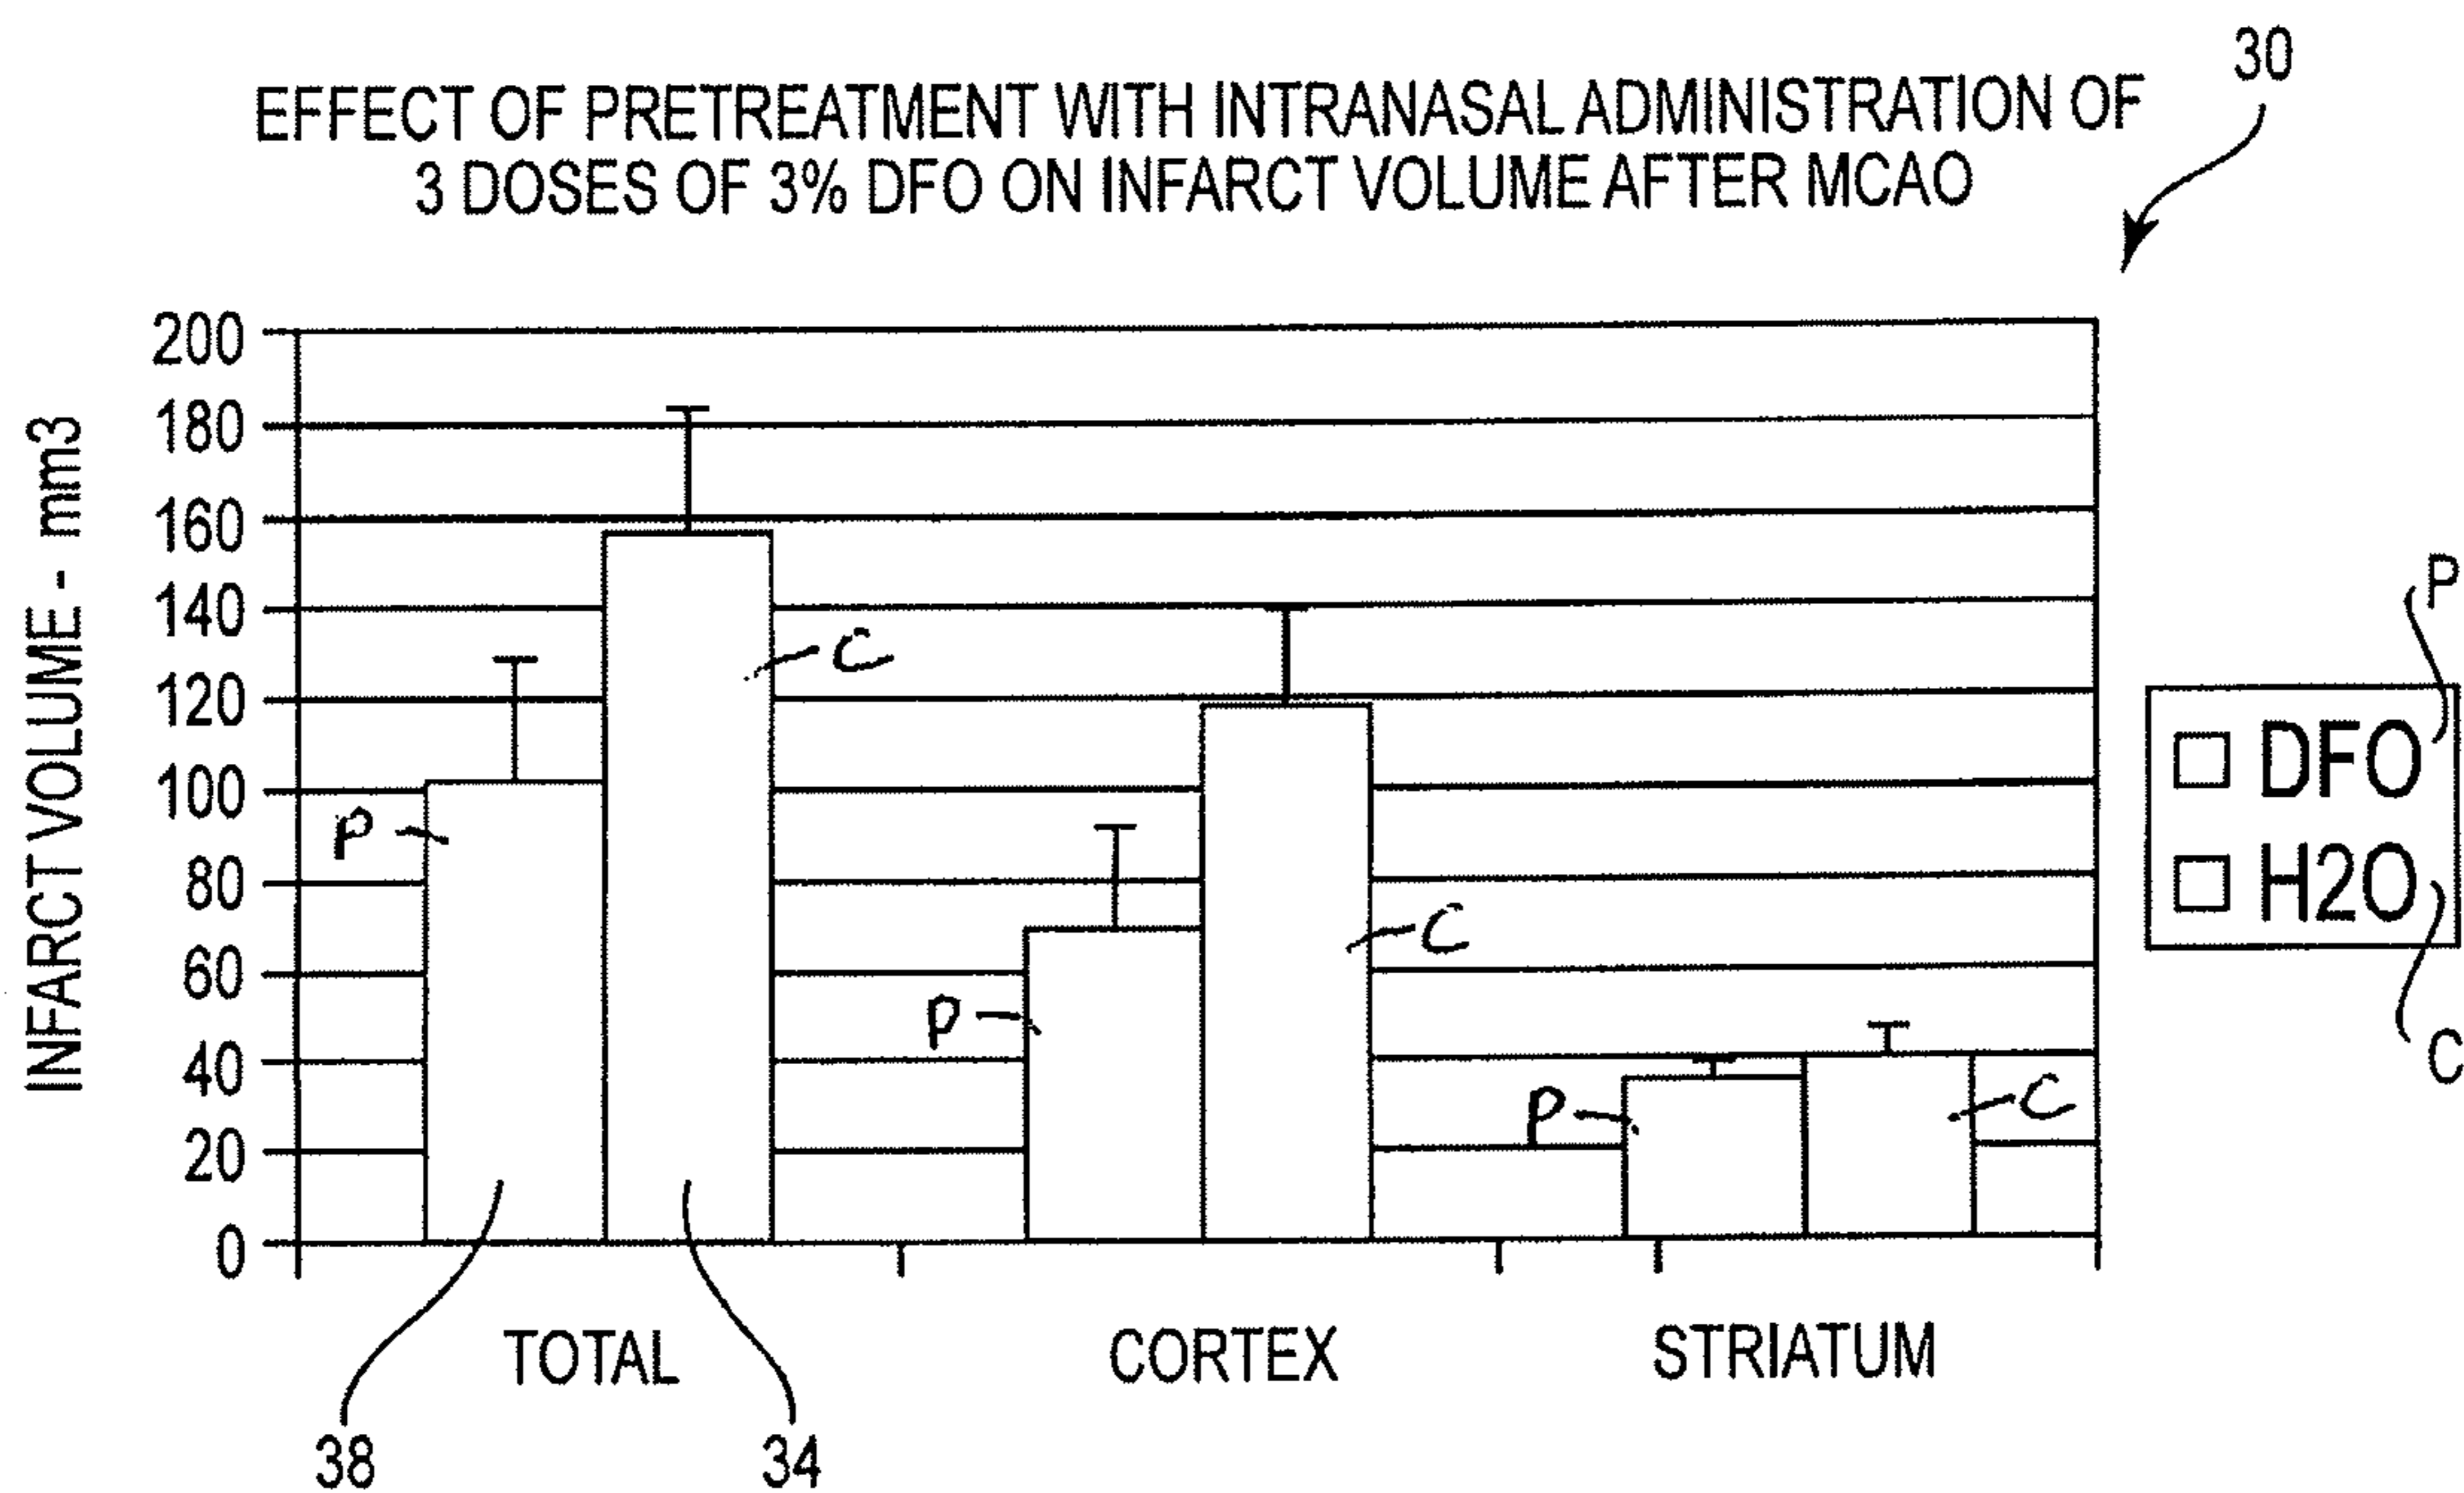 30
EFFECT OF PRETREATMENT WITH INTRANASAL ADMINISTRATION OF
3 DOSES OF 3% DFO ON INFARCT VOLUME AFTER MCAO
INFARCT VOLUME - mm3
200
180
160
140
120
100
80
60
40
20
0
P
C
P
C
P
C
P
DFO
H2O
C
TOTAL
CORTEX
STRIATUM
38
34